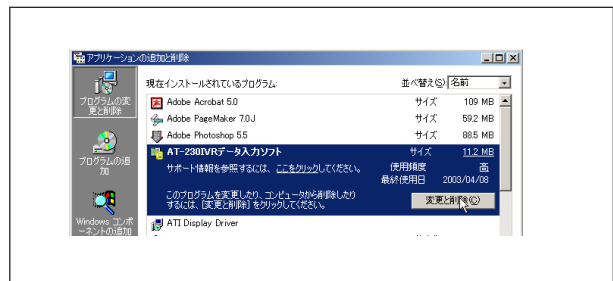 アプリケーションの追加と削除
プログラムの変更と削除
プログラムの追加
Windows コンポーネントの追加
現在インストールされているプログラム:
並べ替え(S): 名前
Adobe Acrobat 5.0 サイズ 109 MB
Adobe PageMaker 7.0J サイズ 59.2 MB
Adobe Photoshop 5.5 サイズ 88.5 MB
AT-230IVRデータ入力ソフト サイズ 11.2 MB
サポート情報を参照するには、ここをクリックしてください。 使用頻度 高
最終使用日 2003/04/08
このプログラムを変更したり、コンピュータから削除したり
するには、[変更と削除] をクリックしてください。
変更と削除(C)
ATI Display Driver